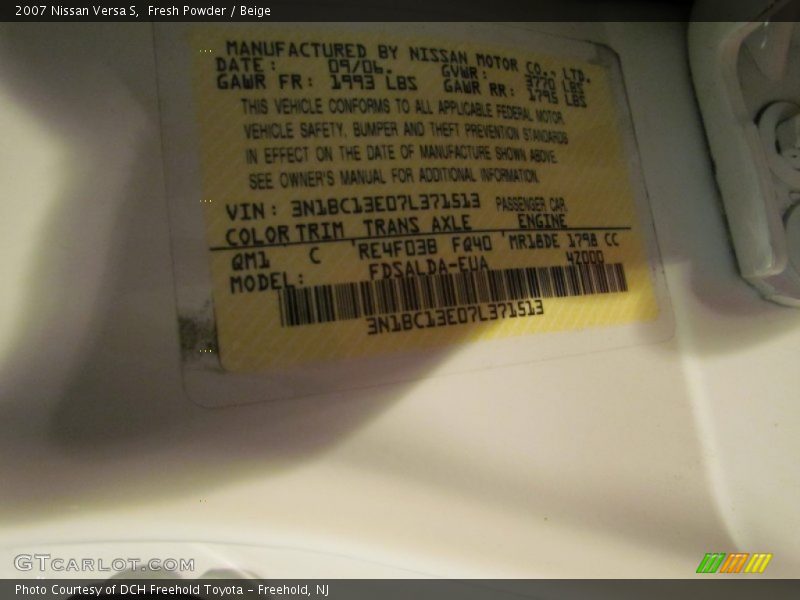 2007 Nissan Versa S, Fresh Powder / Beige
MANUFACTURED BY NISSAN MOTOR CO., LTD.
DATE: 09/06. GVWR: 3770 LBS
GAWR FR: 1993 LBS GAWR RR: 1795 LBS
THIS VEHICLE CONFORMS TO ALL APPLICABLE FEDERAL MOTOR
VEHICLE SAFETY, BUMPER AND THEFT PREVENTION STANDARDS
IN EFFECT ON THE DATE OF MANUFACTURE SHOWN ABOVE.
SEE OWNER'S MANUAL FOR ADDITIONAL INFORMATION.
VIN: 3N1BC13E07L371513 PASSENGER CAR.
COLOR TRIM TRANS AXLE ENGINE
QM1 C RE4F03B FQ40 MR18DE 1798 CC
MODEL: FDSALDA-EUA 4Z000
3N1BC13E07L371513
GTCARLOT.COM
Photo Courtesy of DCH Freehold Toyota - Freehold, NJ